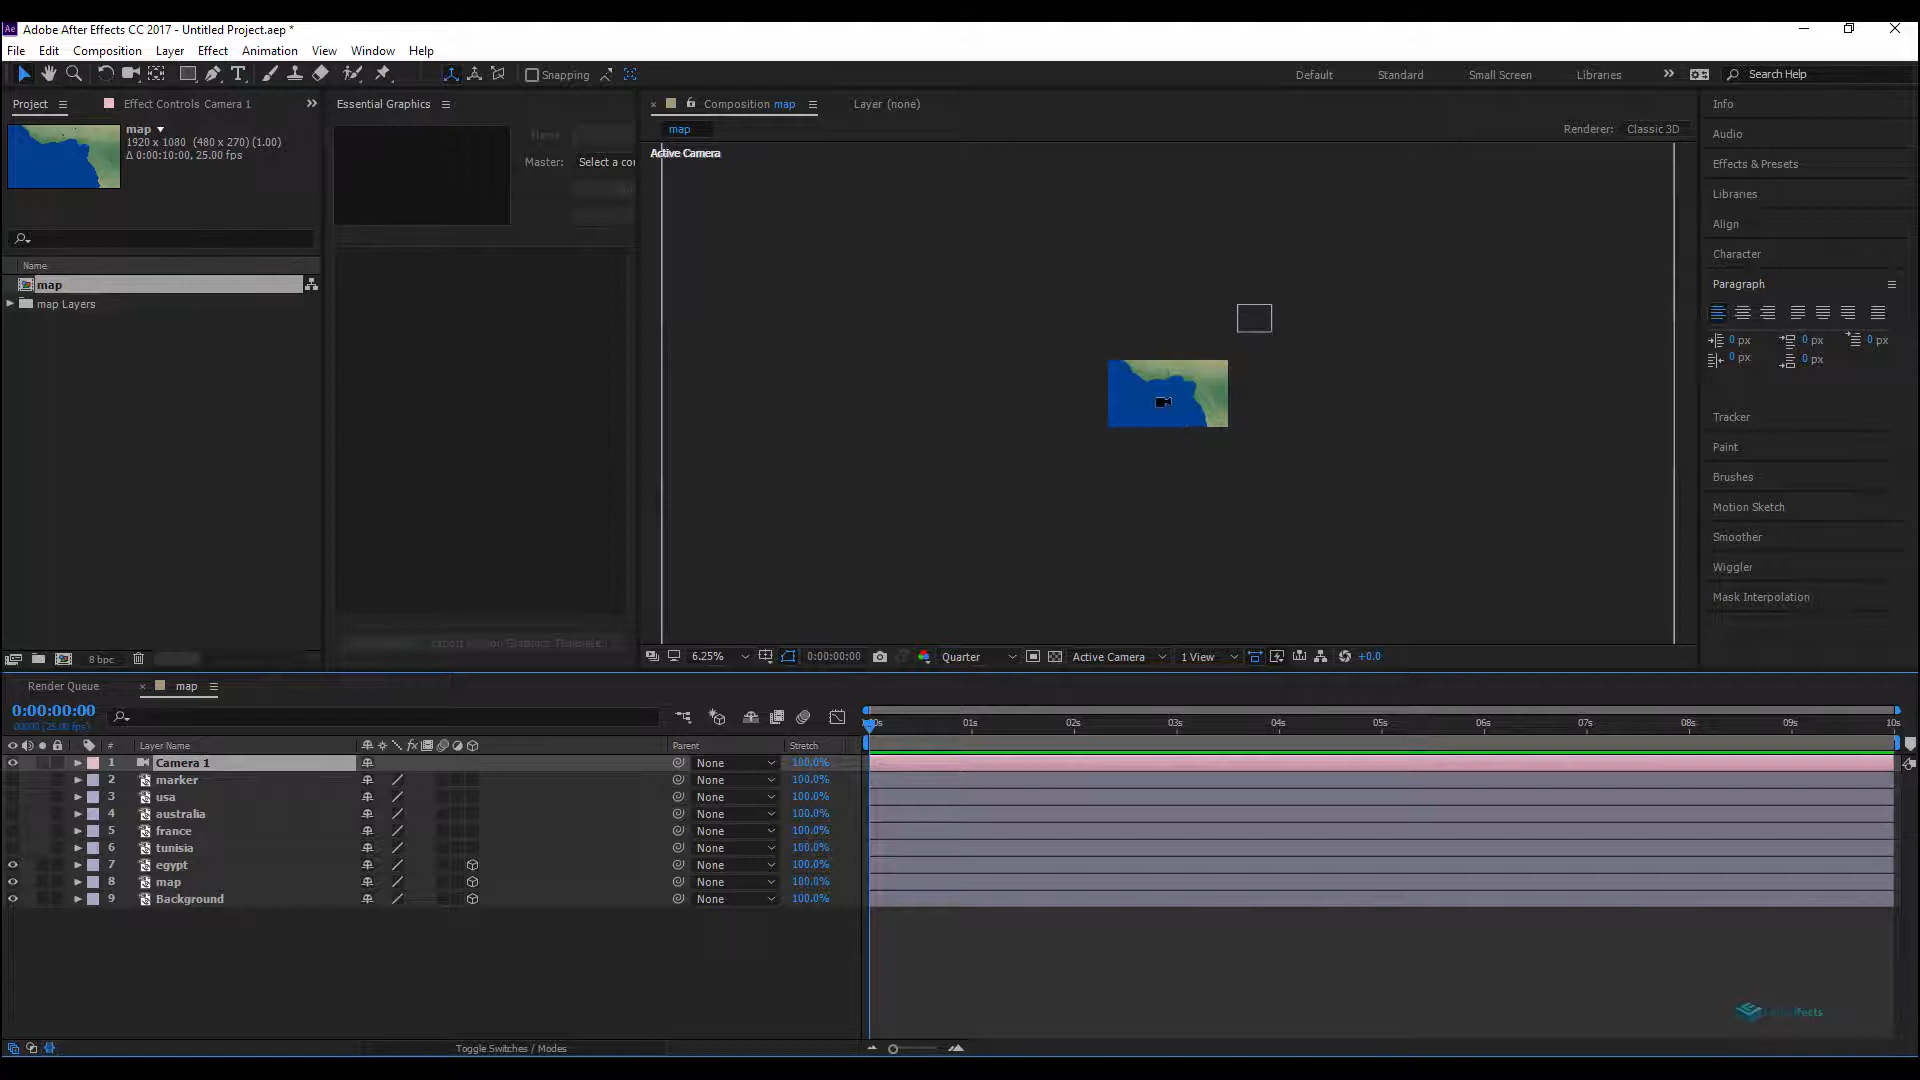 Ae Adobe After Effects CC 2017 - Untitled Project.aep *
File Edit Composition Layer Effect Animation View Window Help
Snapping Default Standard Small Screen Libraries Search Help
Project Effect Controls Camera 1 Essential Graphics Composition map Layer (none)
map
1920 x 1080 (480 x 270) (1.00)
Δ 0:00:10:00, 25.00 fps
Name
Master: Select a co
map
Renderer: Classic 3D
Active Camera
Name
map
map Layers
Info
Audio
Effects & Presets
Libraries
Align
Character
Paragraph
0 px 0 px 0 px
0 px 0 px
Tracker
Paint
Brushes
Motion Sketch
Smoother
Wiggler
Mask Interpolation
8 bpc
6.25% 0:00:00:00 Quarter Active Camera 1 View +0.0
Render Queue map
0:00:00:00
00000 (25.00 fps)
01s 02s 03s 04s 05s 06s 07s 08s 09s 10s
# Layer Name fx Parent Stretch
1 Camera 1 None 100.0%
2 marker None 100.0%
3 usa None 100.0%
4 australia None 100.0%
5 france None 100.0%
6 tunisia None 100.0%
7 egypt None 100.0%
8 map None 100.0%
9 Background None 100.0%
Toggle Switches / Modes